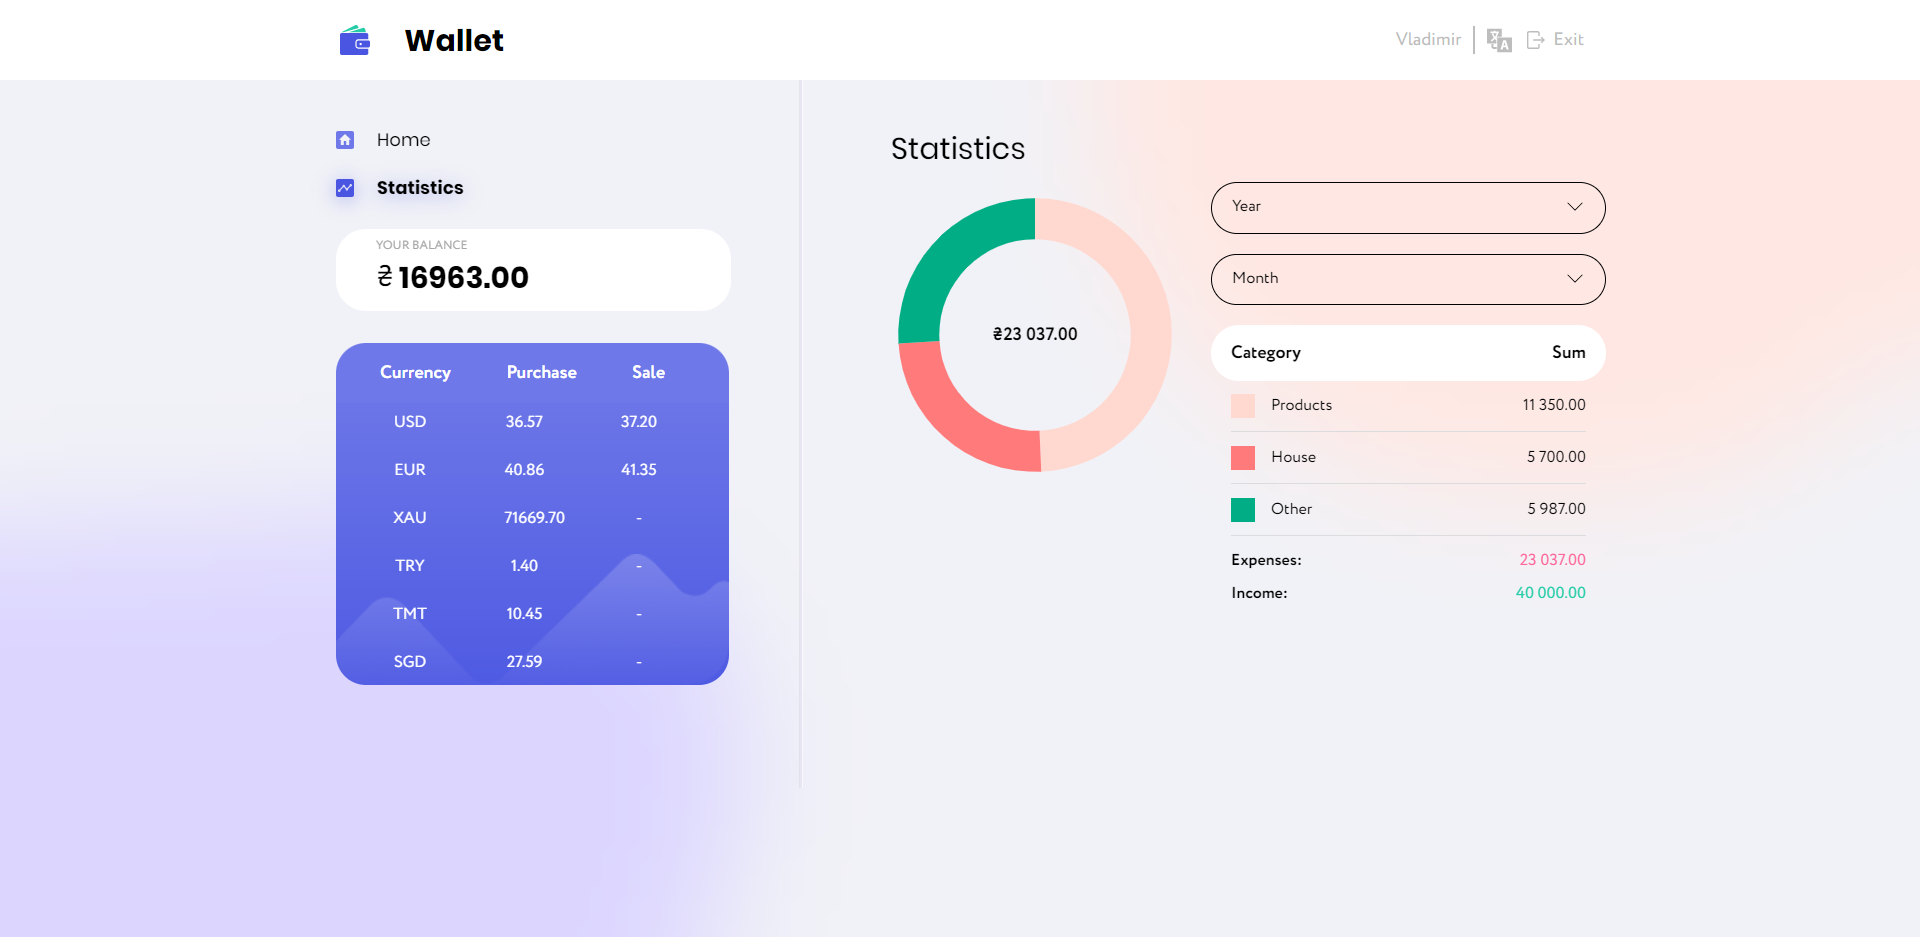 Wallet
Vladimir
Exit
Home
Statistics
YOUR BALANCE
₴ 16963.00
Currency Purchase Sale
USD 36.57 37.20
EUR 40.86 41.35
XAU 71669.70 -
TRY 1.40 -
TMT 10.45 -
SGD 27.59 -
Statistics
₴23 037.00
Year
Month
Category Sum
Products 11 350.00
House 5 700.00
Other 5 987.00
Expenses: 23 037.00
Income: 40 000.00